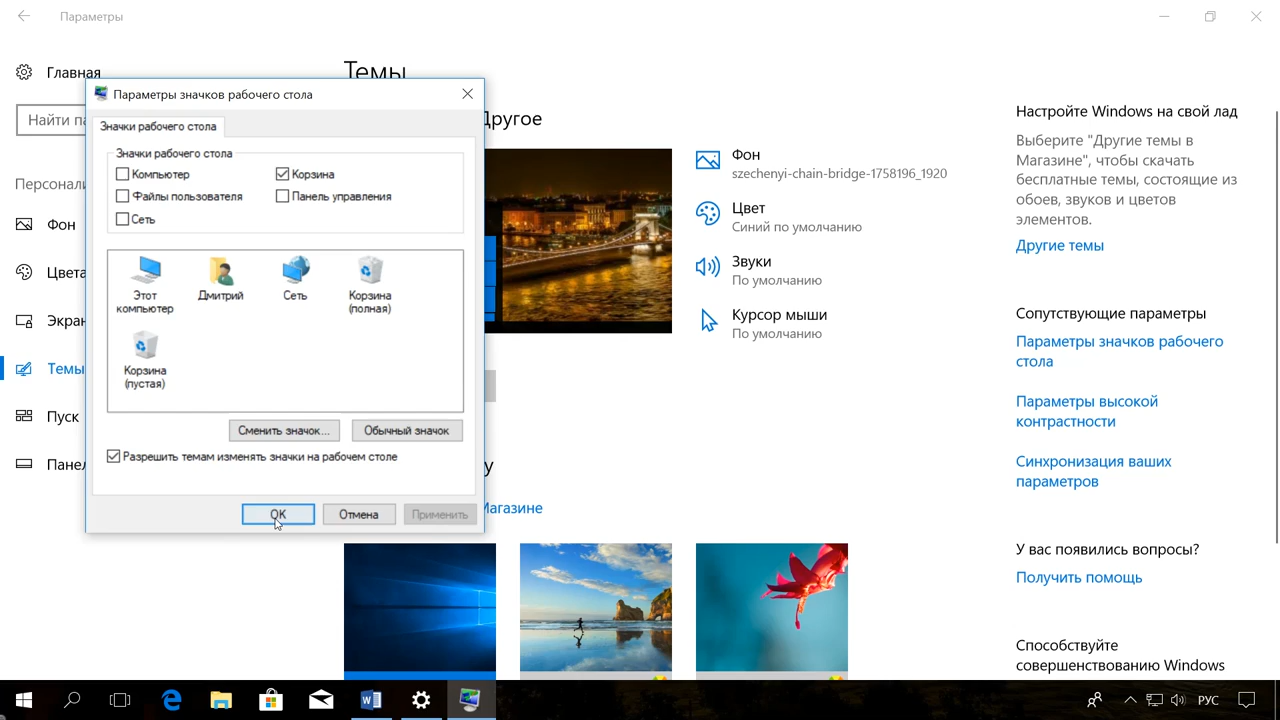 Параметры
Главная
Найти па
Персонали
Фон
Цвета
Экран
Темы
Пуск
Панел
Темы
Другое
Фон
szechenyi-chain-bridge-1758196_1920
Цвет
Синий по умолчанию
Звуки
По умолчанию
Курсор мыши
По умолчанию
у
Магазине
Параметры значков рабочего стола
Значки рабочего стола
Значки рабочего стола
Компьютер
Корзина
Файлы пользователя
Панель управления
Сеть
Этот
компьютер
Дмитрий
Сеть
Корзина
(полная)
Корзина
(пустая)
Сменить значок...
Обычный значок
Разрешить темам изменять значки на рабочем столе
ОК
Отмена
Применить
Настройте Windows на свой лад
Выберите "Другие темы в
Магазине", чтобы скачать
бесплатные темы, состоящие из
обоев, звуков и цветов
элементов.
Другие темы
Сопутствующие параметры
Параметры значков рабочего
стола
Параметры высокой
контрастности
Синхронизация ваших
параметров
У вас появились вопросы?
Получить помощь
Способствуйте
совершенствованию Windows
РУС